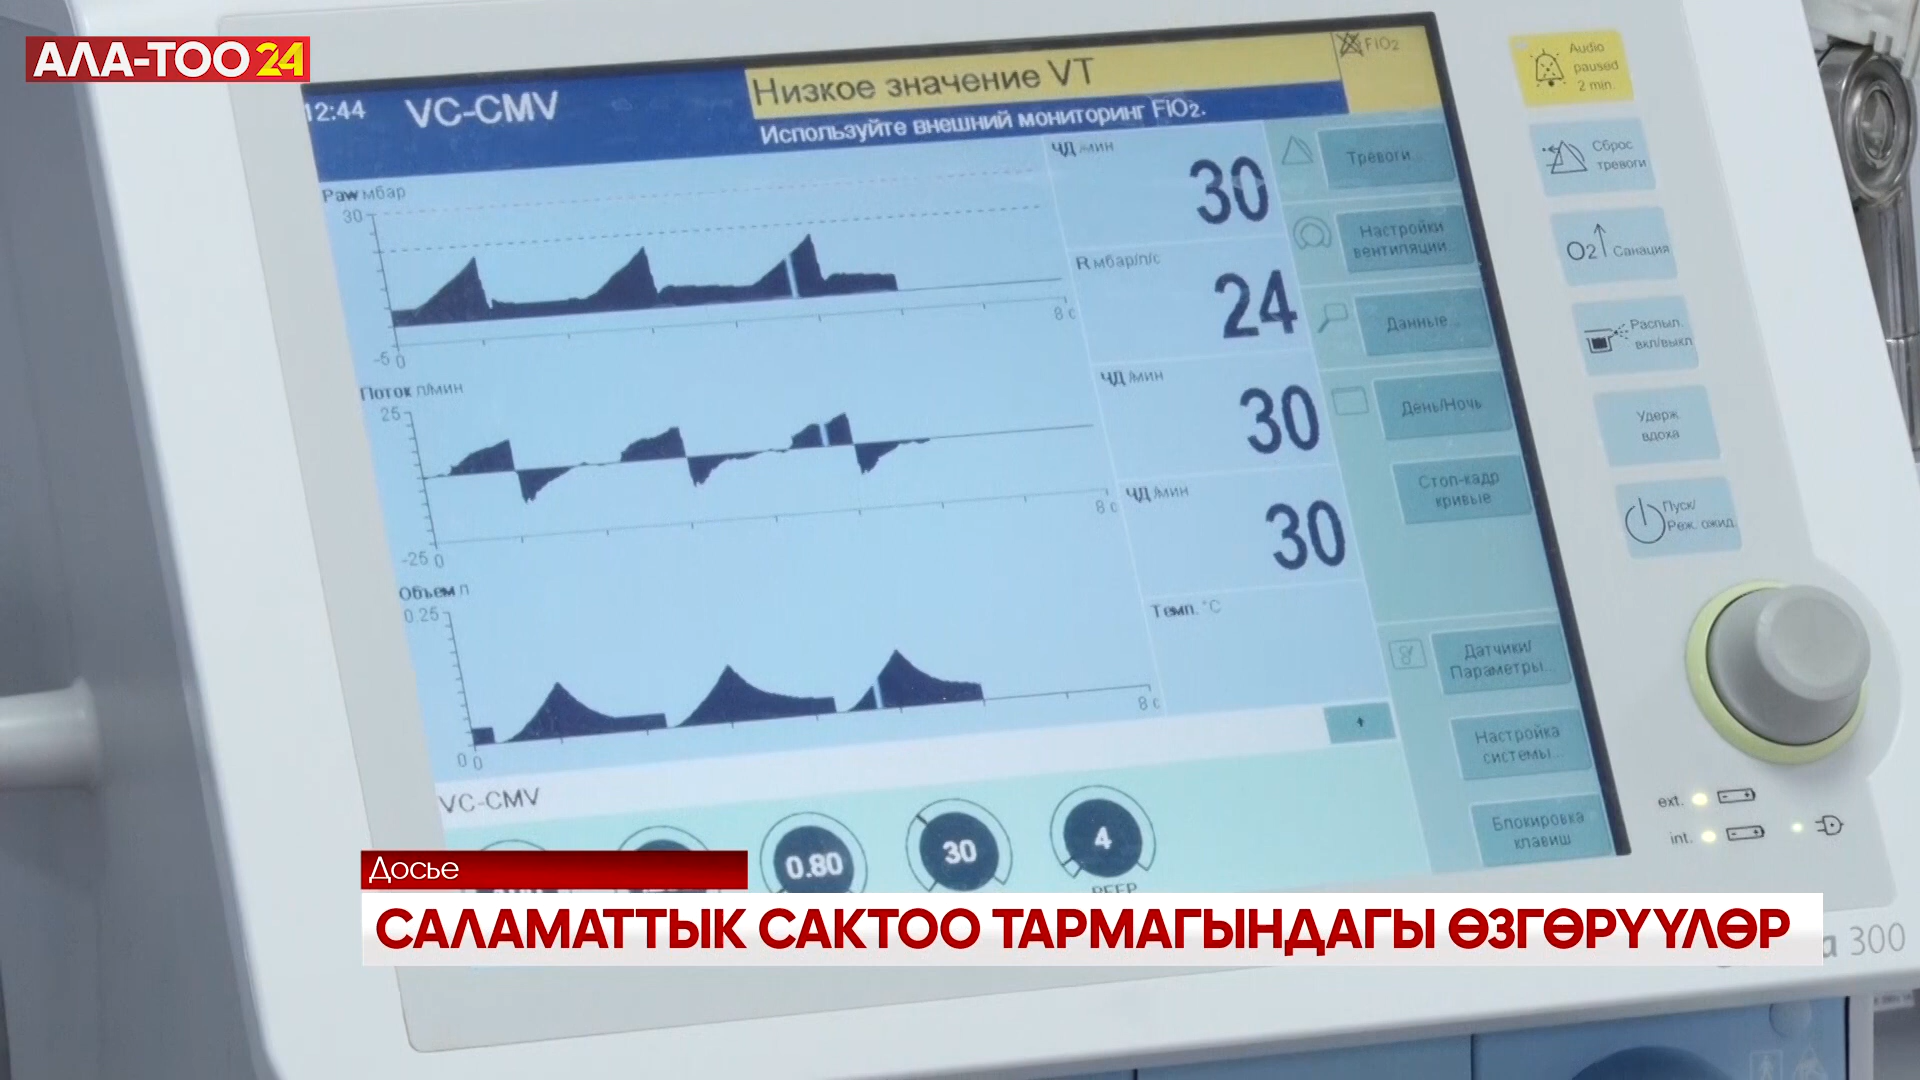 АЛА-ТОО 24
12:44
VC-CMV
Низкое значение VT
Используйте внешний мониторинг FiO2.
FiO2
Paw мбар
30
-5
0
8 с
Поток л/мин
25
-25
0
8 с
Объем л
0.25
0
0
8 с
ЧД /мин
30
R мбар/л/с
24
ЧД /мин
30
ЧД /мин
30
Темп. °C
Тревоги...
Настройки
вентиляции...
Данные...
День/Ночь
Стоп-кадр
кривые
Датчики/
Параметры...
Настройка
системы...
Блокировка
клавиш
VC-CMV
0.80
30
4
PEEP
Audio
paused
2 min.
Сброс
тревоги
O2↑ Санация
Распыл.
вкл/выкл
Удерж.
вдоха
Пуск/
Реж. ожид.
ext.
int.
300
Досье
САЛАМАТТЫК САКТОО ТАРМАГЫНДАГЫ ӨЗГӨРҮҮЛӨР